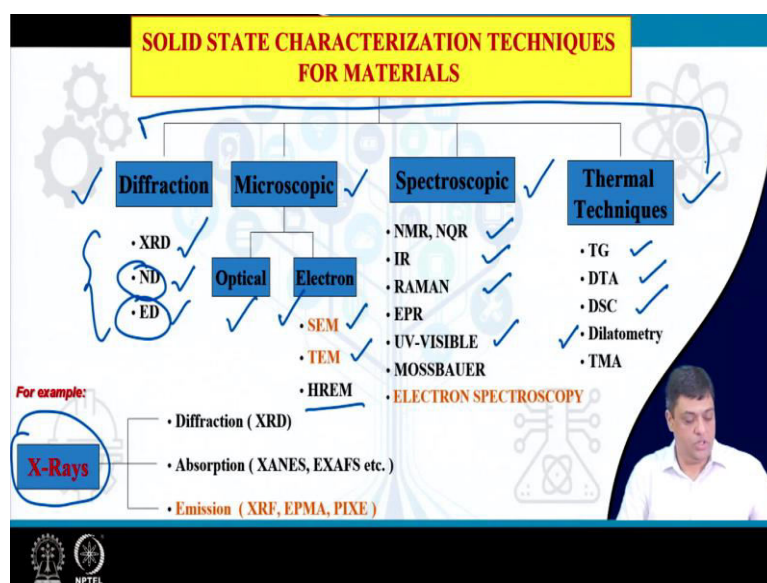 SOLID STATE CHARACTERIZATION TECHNIQUES
FOR MATERIALS
Diffraction
• XRD
• ND
• ED
Microscopic
Optical
Electron
• SEM
• TEM
• HREM
Spectroscopic
• NMR, NQR
• IR
• RAMAN
• EPR
• UV-VISIBLE
• MOSSBAUER
• ELECTRON SPECTROSCOPY
Thermal
Techniques
• TG
• DTA
• DSC
• Dilatometry
• TMA
For example:
X-Rays
• Diffraction ( XRD)
• Absorption (XANES, EXAFS etc. )
• Emission ( XRF, EPMA, PIXE )
NPTEL